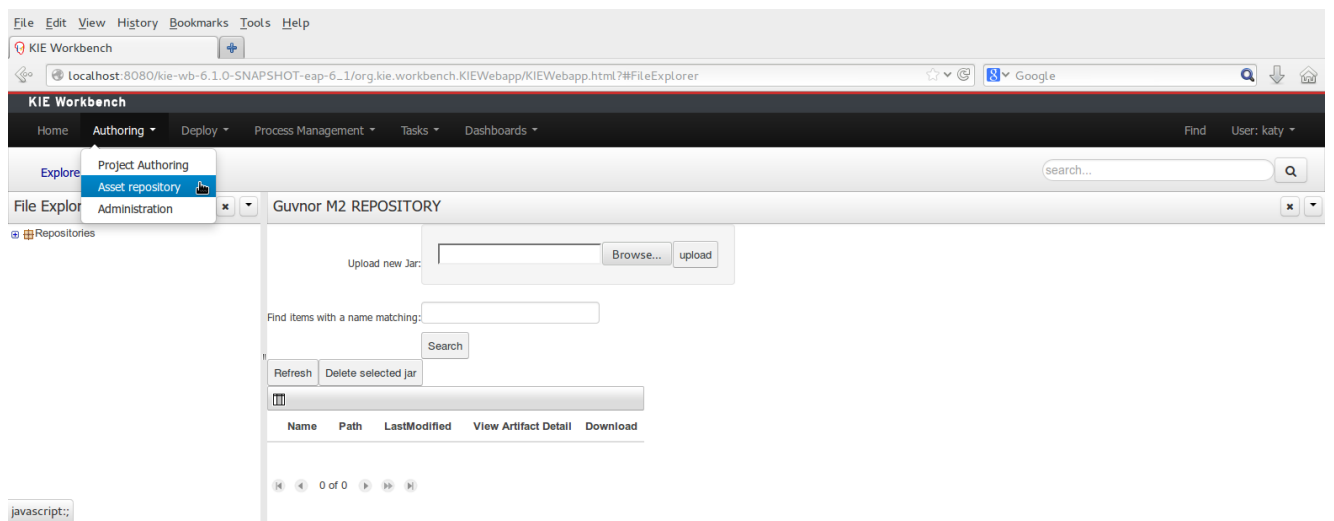 File Edit View History Bookmarks Tools Help
KIE Workbench
localhost:8080/kie-wb-6.1.0-SNAPSHOT-eap-6_1/org.kie.workbench.KIEWebapp/KIEWebapp.html?#FileExplorer
Google
KIE Workbench
Home Authoring Deploy Process Management Tasks Dashboards Find User: katy
Project Authoring
Explore
search...
Asset repository
Administration
File Explor
Guvnor M2 REPOSITORY
Repositories
Upload new Jar: Browse... upload
Find items with a name matching:
Search
Refresh Delete selected jar
Name Path LastModified View Artifact Detail Download
0 of 0
javascript:;